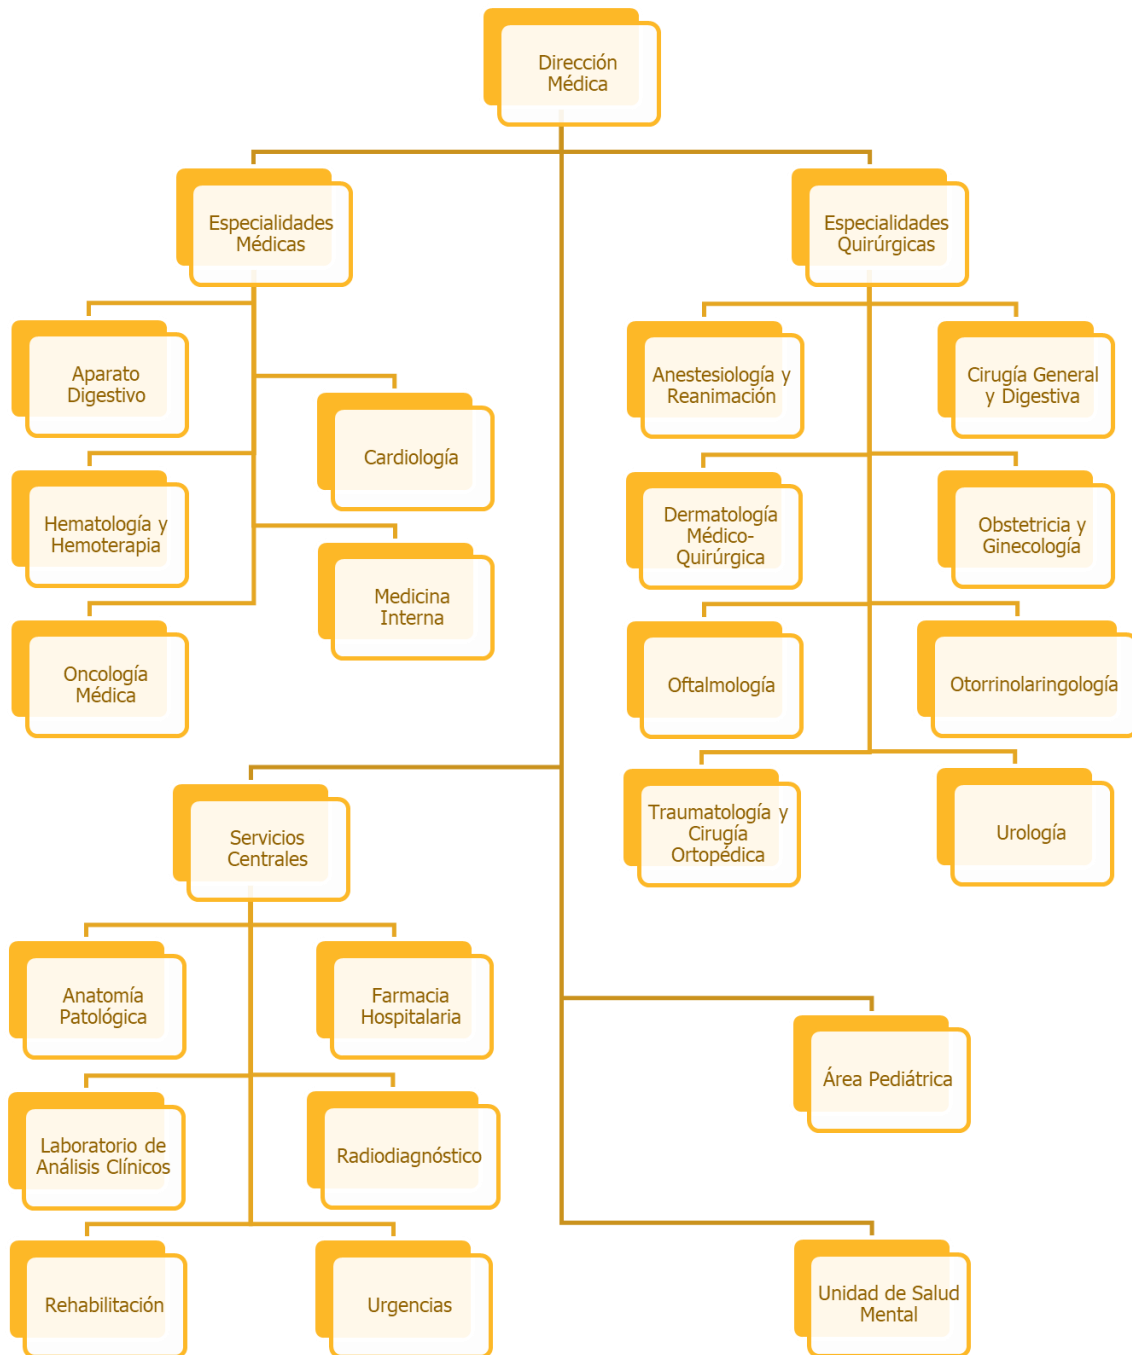 Dirección
Médica
Especialidades
Médicas
Especialidades
Quirúrgicas
Aparato
Digestivo
Cardiología
Hematología y
Hemoterapia
Medicina
Interna
Oncología
Médica
Anestesiología y
Reanimación
Cirugía General
y Digestiva
Dermatología
Médico-
Quirúrgica
Obstetricia y
Ginecología
Oftalmología
Otorrinolaringología
Traumatología y
Cirugía
Ortopédica
Urología
Servicios
Centrales
Anatomía
Patológica
Farmacia
Hospitalaria
Laboratorio de
Análisis Clínicos
Radiodiagnóstico
Rehabilitación
Urgencias
Área Pediátrica
Unidad de Salud
Mental